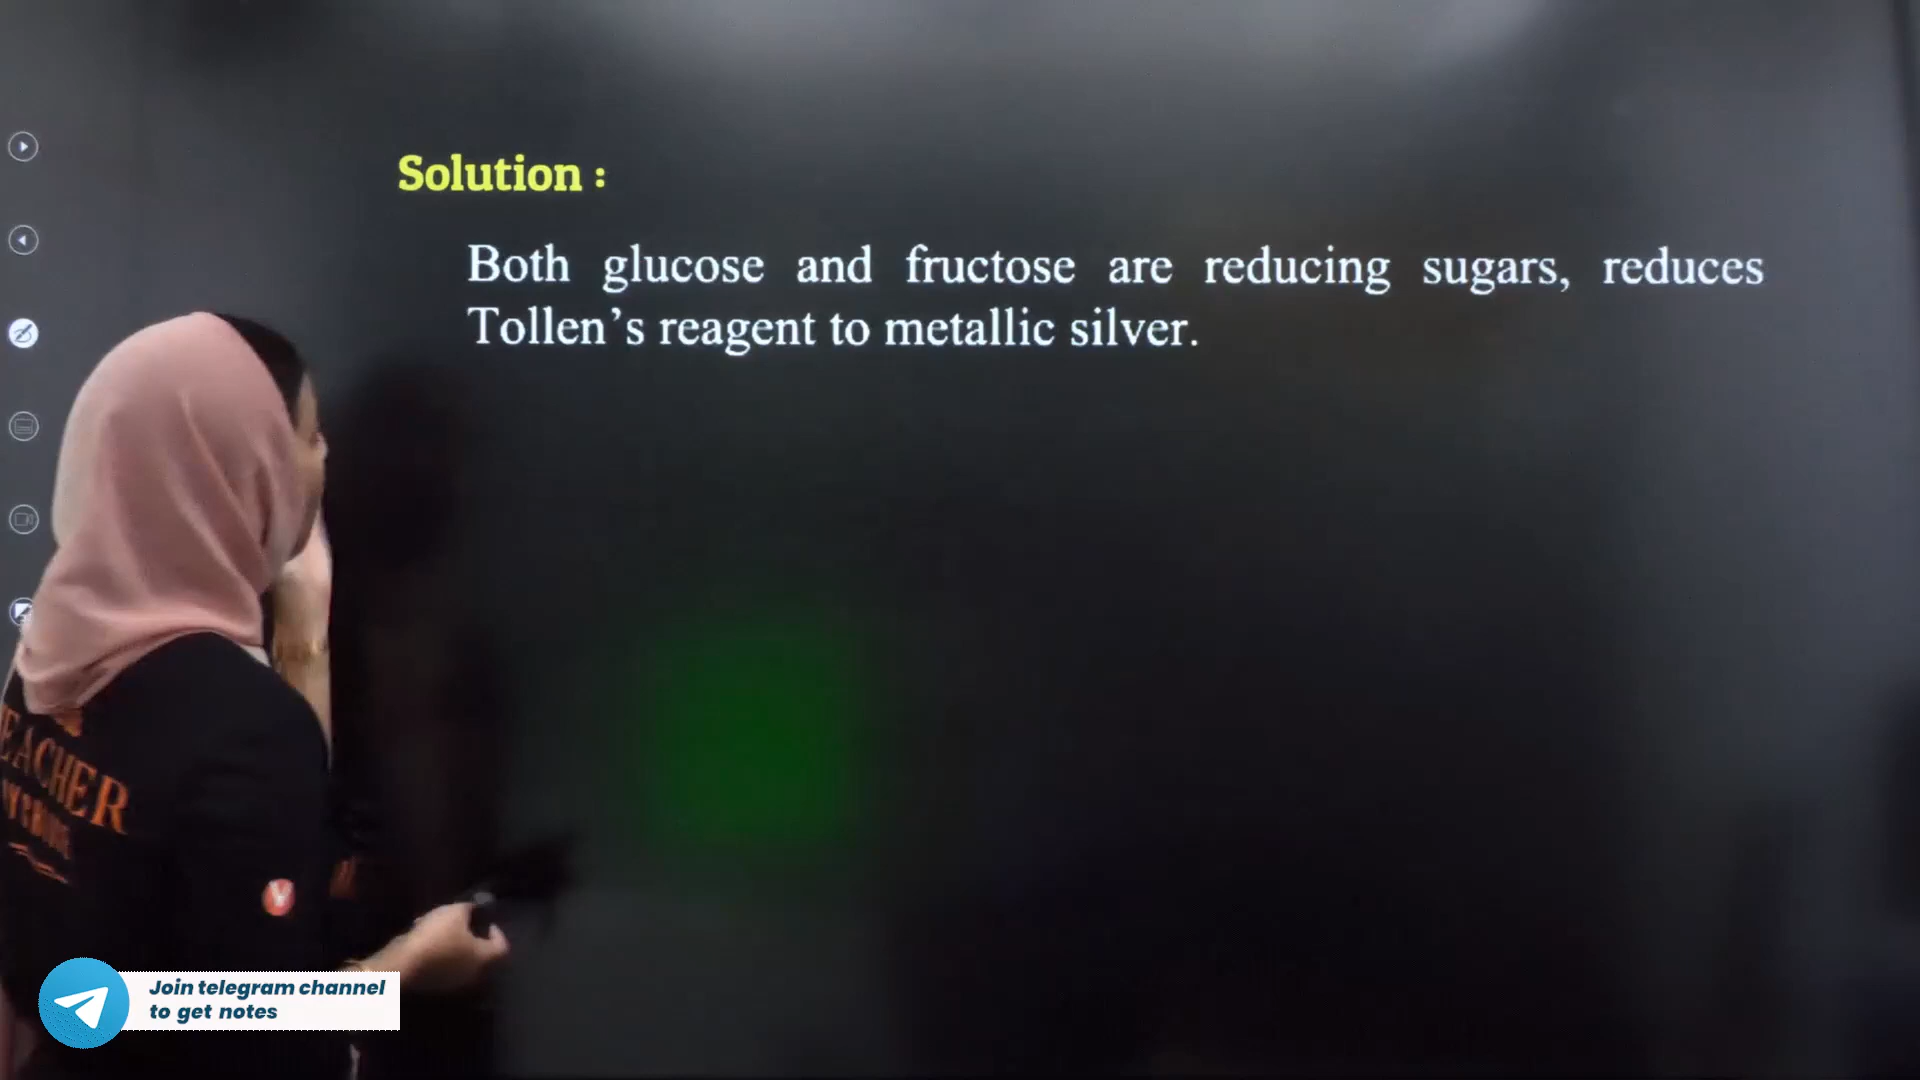 Solution :
Both glucose and fructose are reducing sugars, reduces
Tollen's reagent to metallic silver.
EACHER
Join telegram channel
to get notes